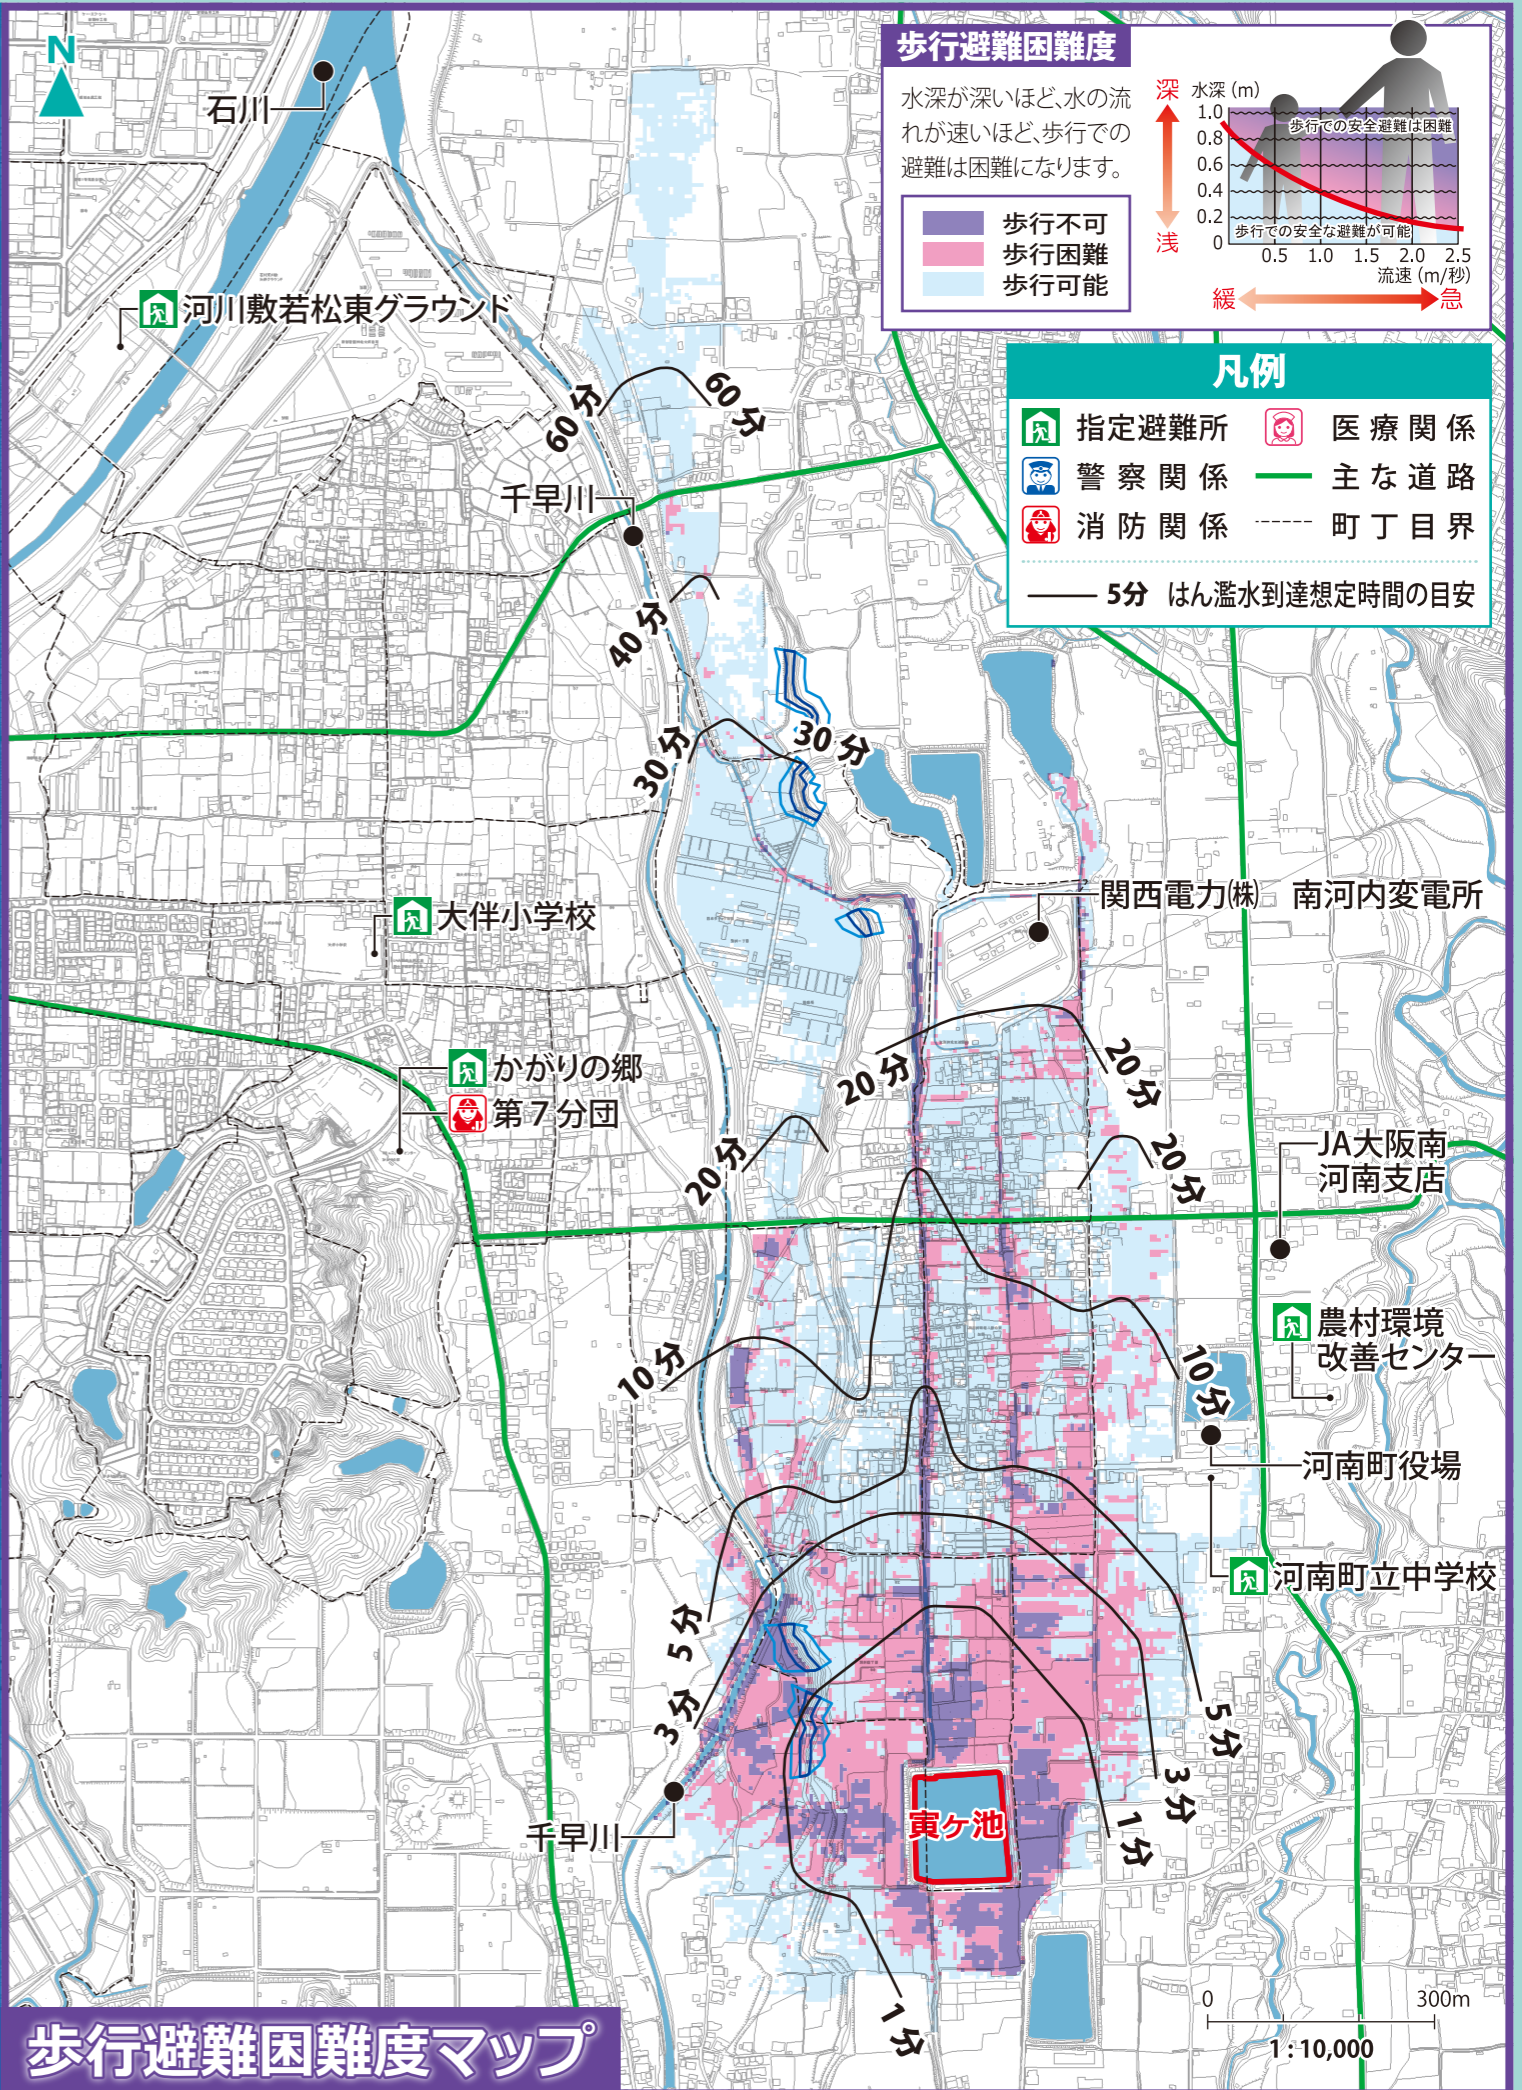 N
石川
歩行避難困難度
水深が深いほど、水の流
れが速いほど、歩行での
避難は困難になります。
歩行不可
歩行困難
歩行可能
深
浅
水深（m）
1.0
0.8
0.6
0.4
0.2
0
歩行での安全避難は困難
歩行での安全な避難が可能
0.5 1.0 1.5 2.0 2.5
流速（m/秒）
緩
急
凡例
指定避難所
医療関係
警察関係
主な道路
消防関係
町丁目界
5分 はん濫水到達想定時間の目安
河川敷若松東グラウンド
60分
60分
千早川
40分
30分
30分
関西電力㈱ 南河内変電所
大伴小学校
かがりの郷
第7分団
20分
20分
20分
20分
JA大阪南
河南支店
農村環境
改善センター
10分
10分
河南町役場
河南町立中学校
5分
3分
5分
3分
1分
寅ヶ池
千早川
1分
0 300m
1：10,000
歩行避難困難度マップ